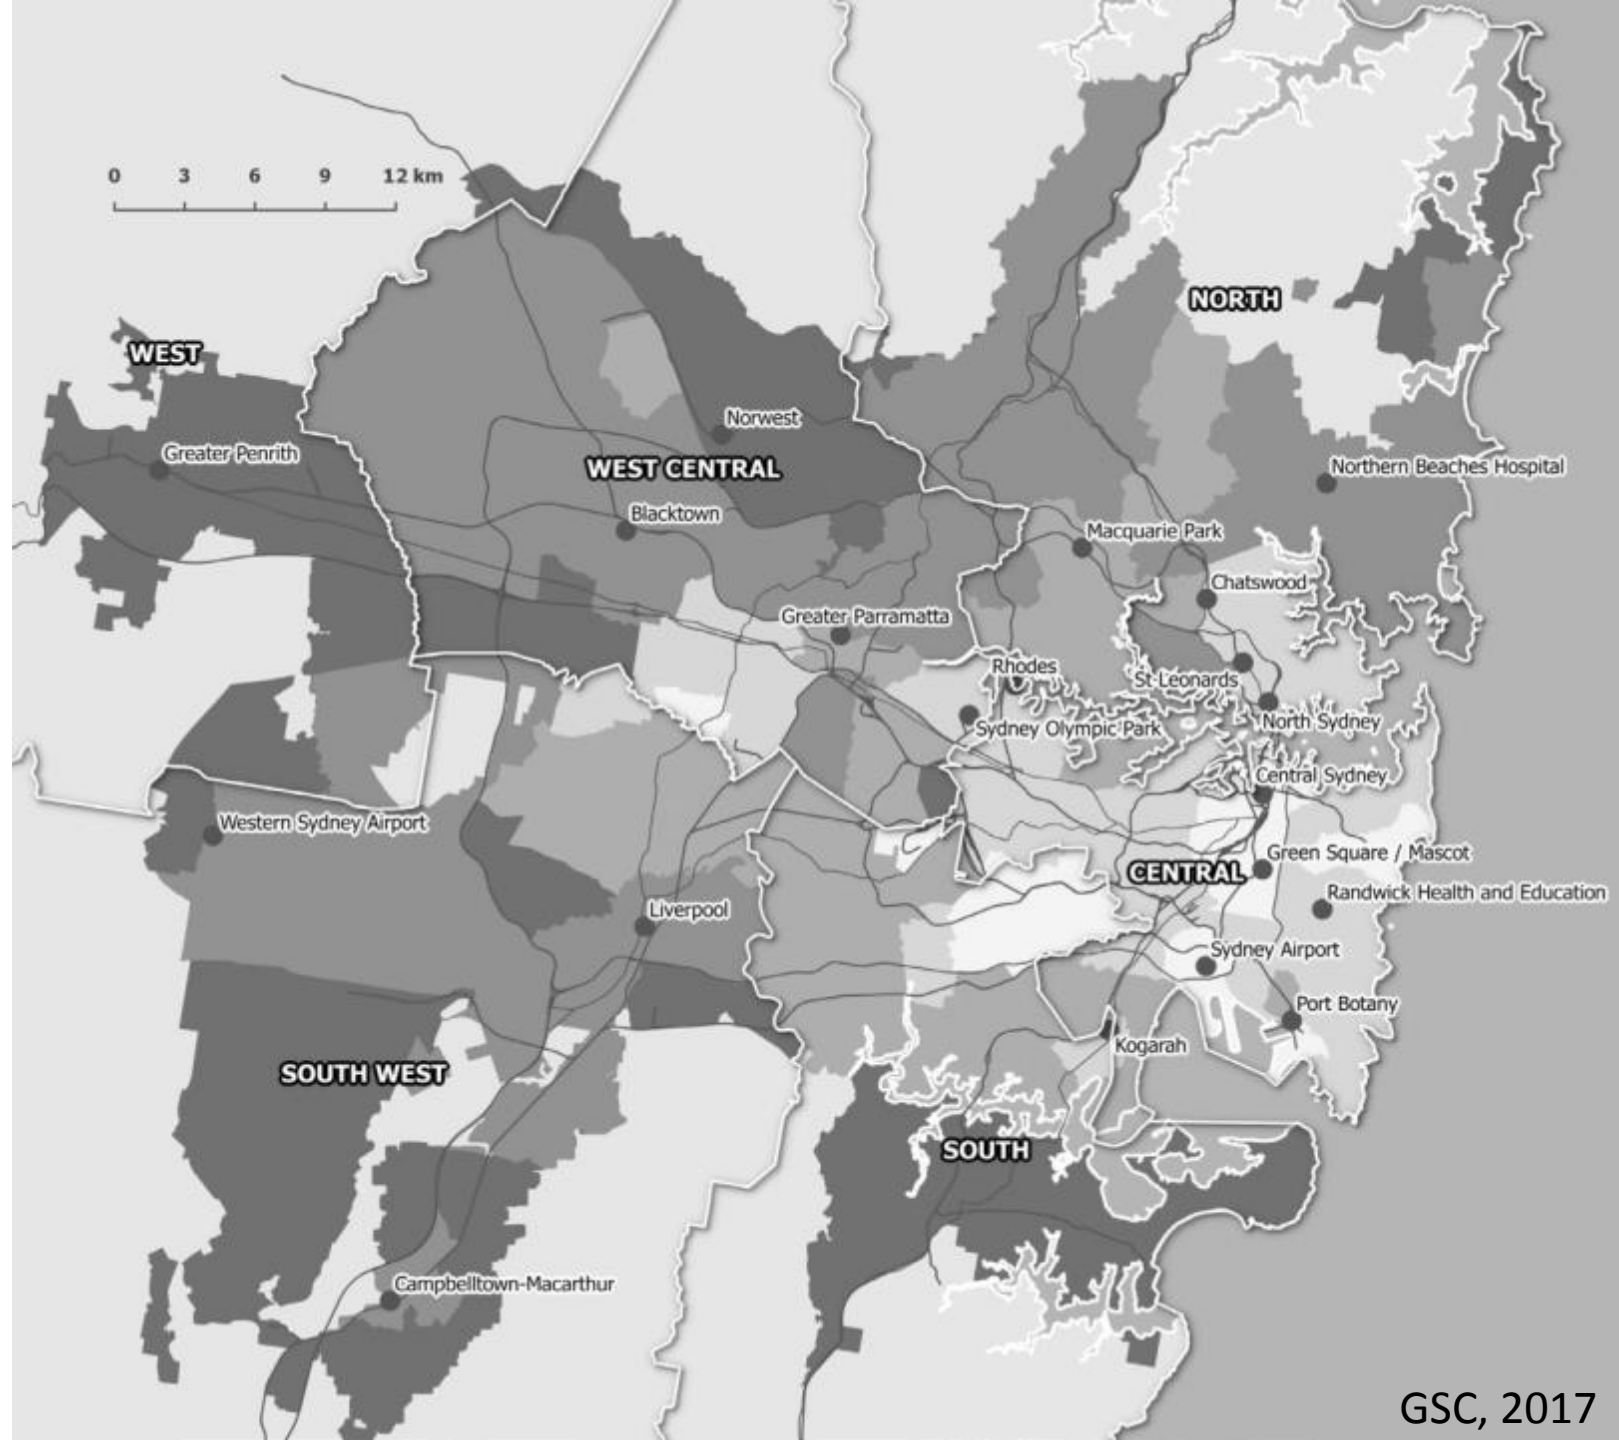 0 3 6 9 12 km
NORTH
WEST
Norwest
Greater Penrith
WEST CENTRAL
Northern Beaches Hospital
Blacktown
Macquarie Park
Chatswood
Greater Parramatta
Rhodes
St Leonards
North Sydney
Sydney Olympic Park
Central Sydney
Western Sydney Airport
Green Square / Mascot
CENTRAL
Randwick Health and Education
Liverpool
Sydney Airport
Port Botany
Kogarah
SOUTH WEST
SOUTH
Campbelltown-Macarthur
GSC, 2017